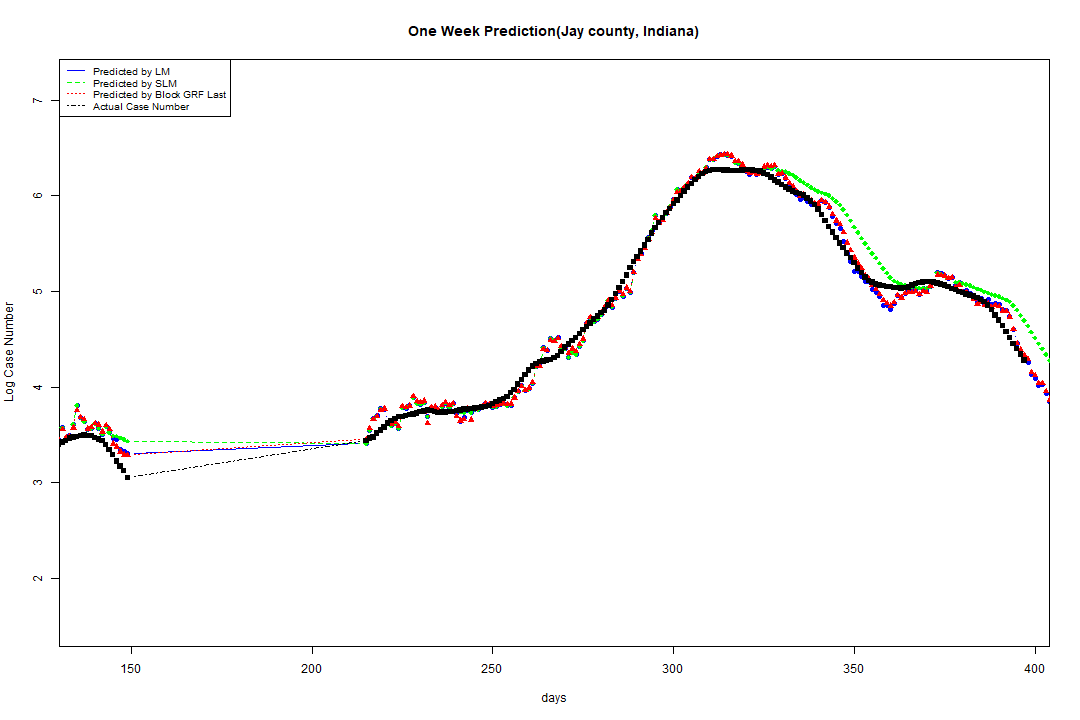 One Week Prediction(Jay county, Indiana)
Predicted by LM
Predicted by SLM
Predicted by Block GRF Last
Actual Case Number
7
6
5
4
3
2
Log Case Number
150 200 250 300 350 400
days